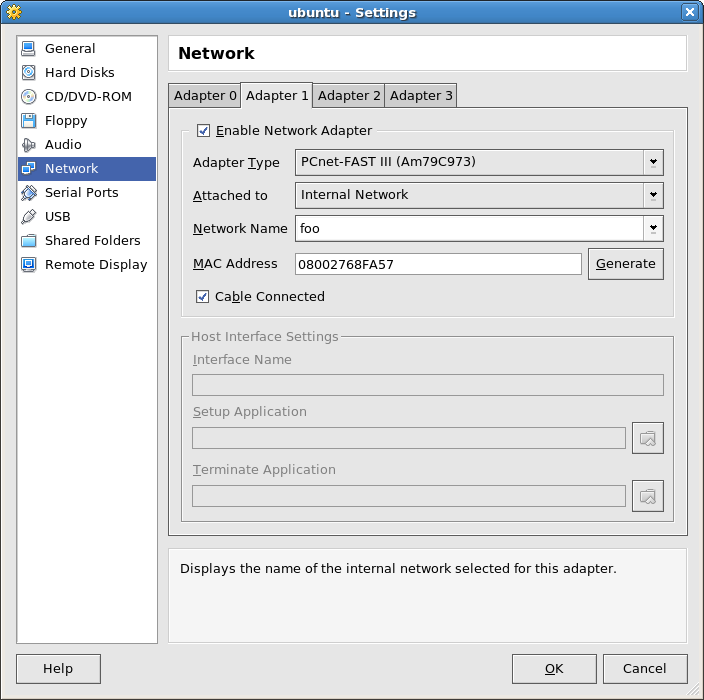 ubuntu - Settings
General
Hard Disks
CD/DVD-ROM
Floppy
Audio
Network
Serial Ports
USB
Shared Folders
Remote Display
Network
Adapter 0 Adapter 1 Adapter 2 Adapter 3
Enable Network Adapter
Adapter Type PCnet-FAST III (Am79C973)
Attached to Internal Network
Network Name foo
MAC Address 08002768FA57 Generate
Cable Connected
Host Interface Settings
Interface Name
Setup Application
Terminate Application
Displays the name of the internal network selected for this adapter.
Help OK Cancel